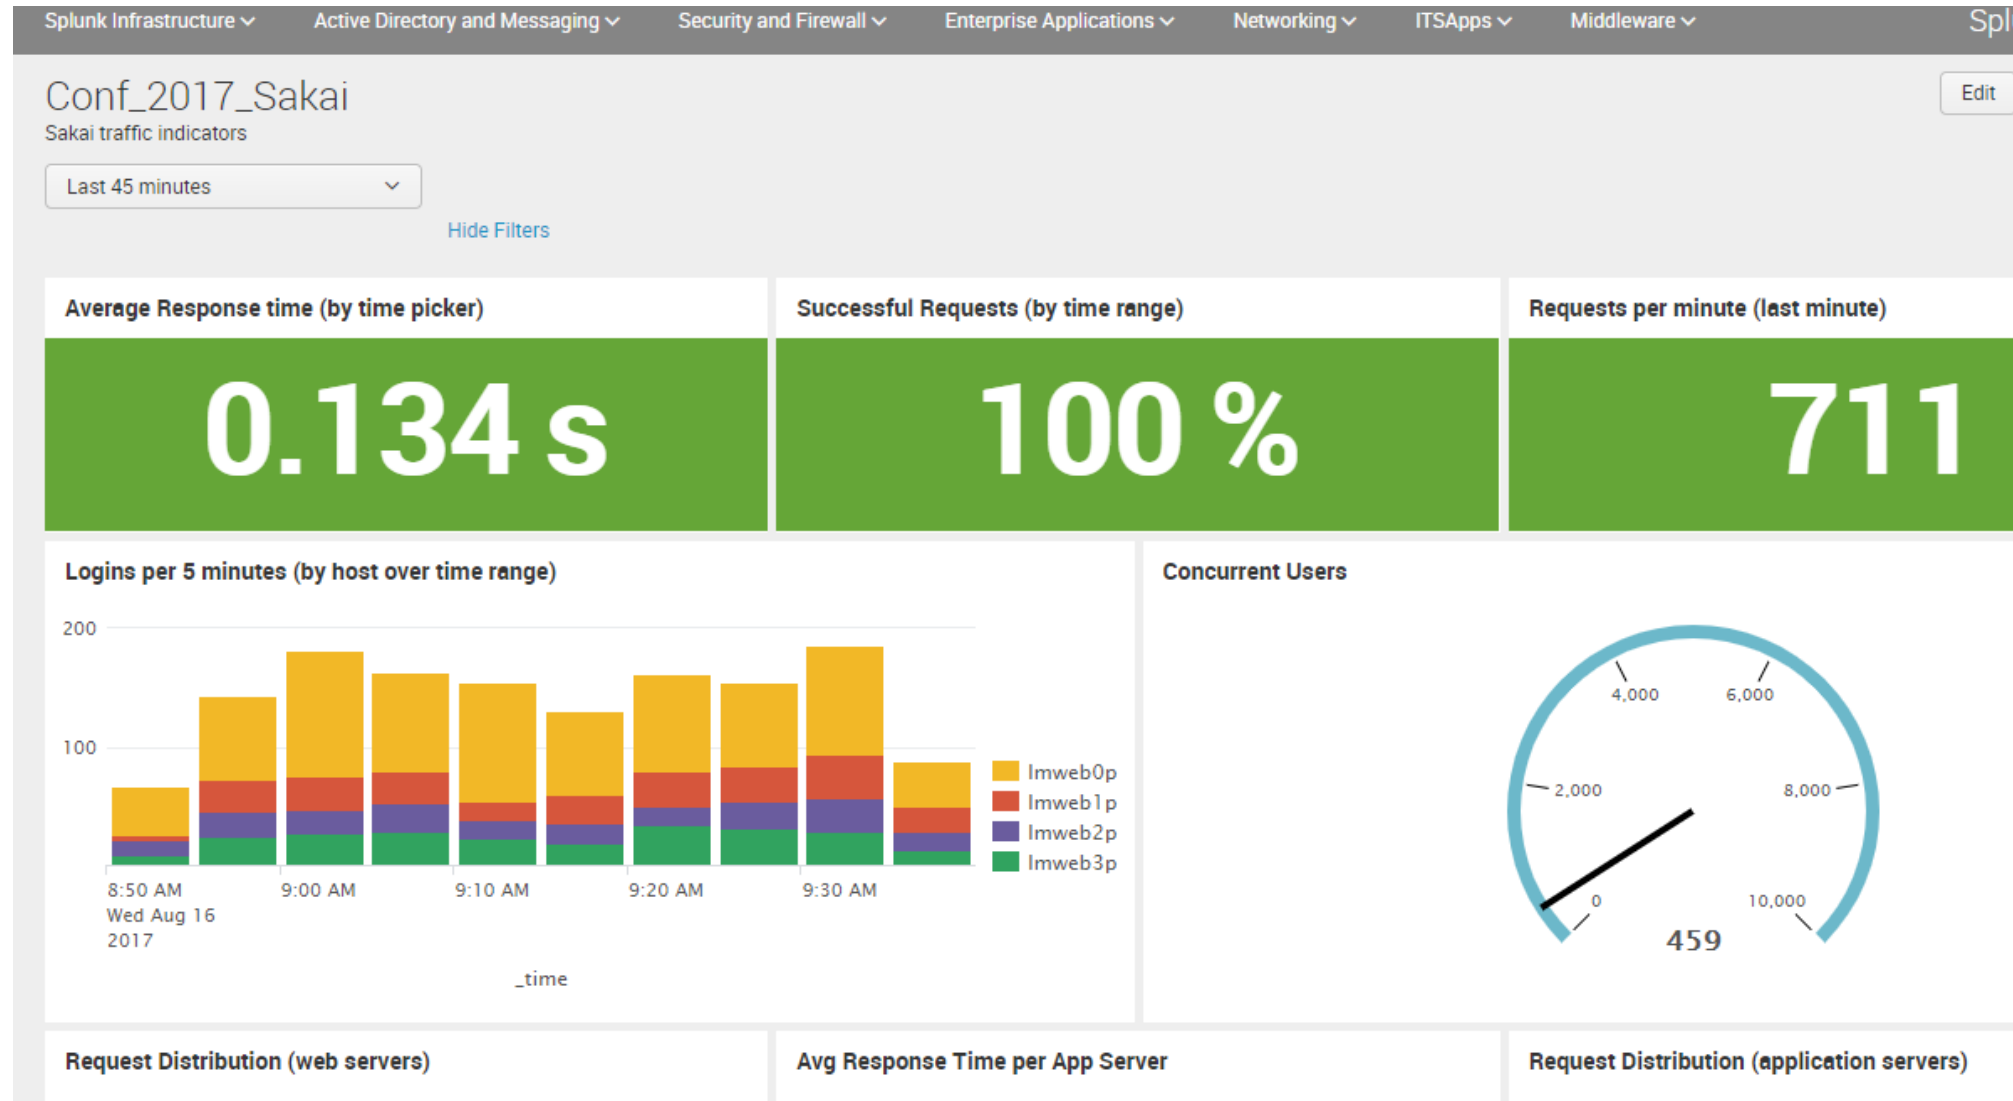 Splunk Infrastructure Active Directory and Messaging Security and Firewall Enterprise Applications Networking ITSApps Middleware Spl
Conf_2017_Sakai
Edit
Sakai traffic indicators
Last 45 minutes
Hide Filters
Average Response time (by time picker)
0.134 s
Successful Requests (by time range)
100 %
Requests per minute (last minute)
711
Logins per 5 minutes (by host over time range)
200
100
lmweb0p
lmweb1p
lmweb2p
lmweb3p
8:50 AM 9:00 AM 9:10 AM 9:20 AM 9:30 AM
Wed Aug 16
2017
_time
Concurrent Users
4,000 6,000
2,000 8,000
0 10,000
459
Request Distribution (web servers)
Avg Response Time per App Server
Request Distribution (application servers)